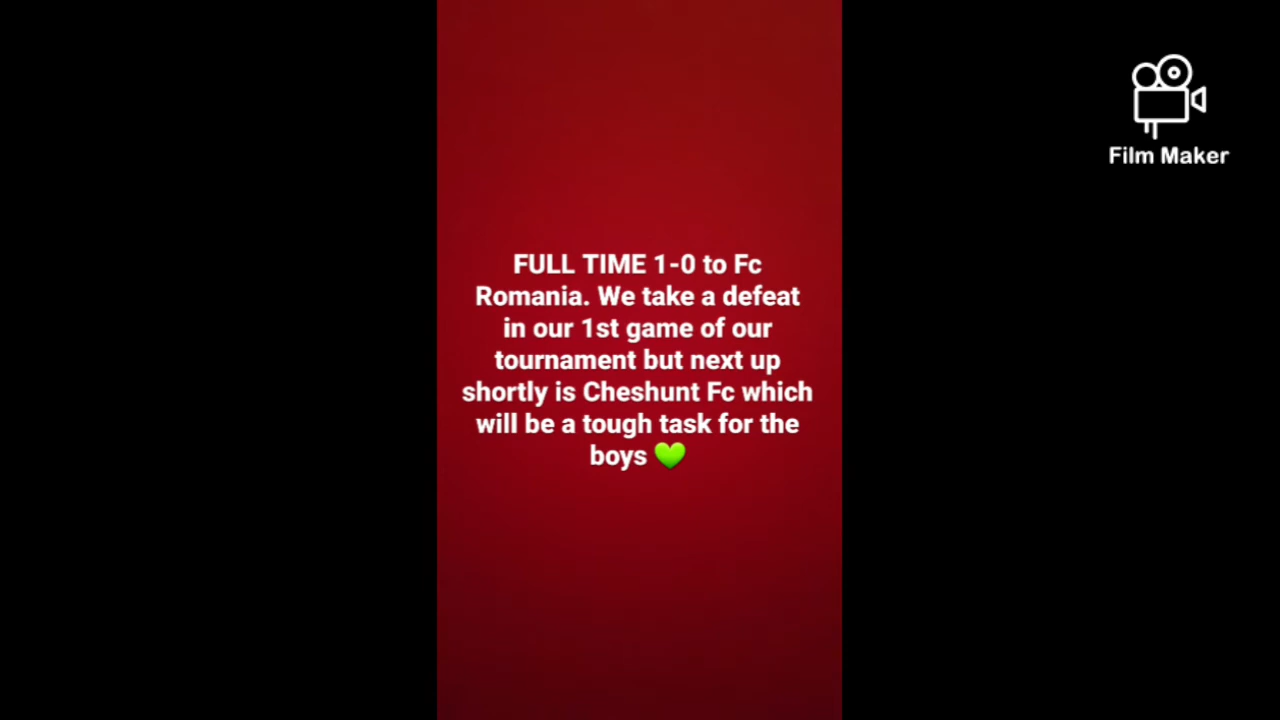 Film Maker
FULL TIME 1-0 to Fc
Romania. We take a defeat
in our 1st game of our
tournament but next up
shortly is Cheshunt Fc which
will be a tough task for the
boys 💚